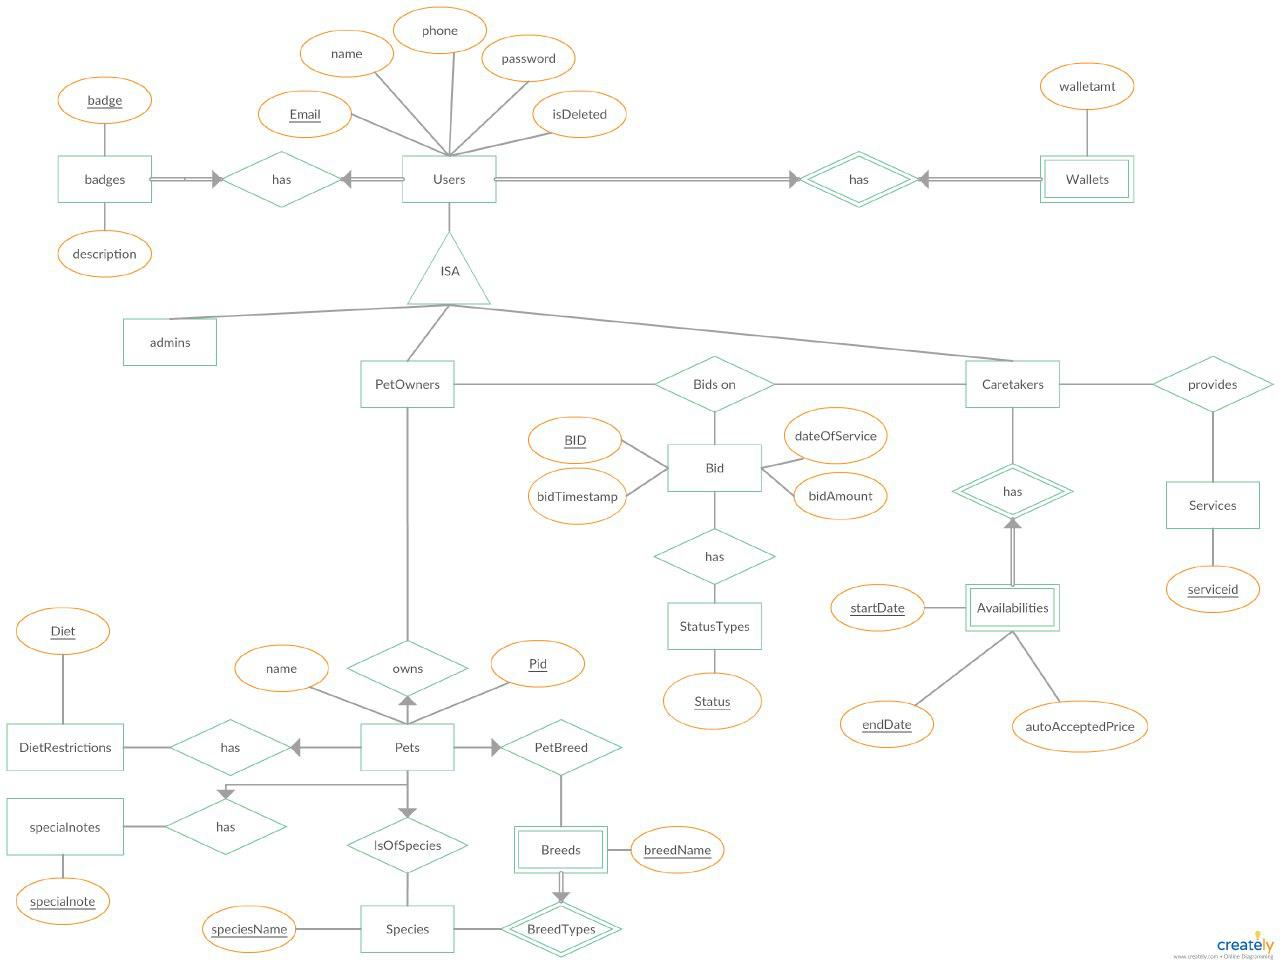 phone
name
password
badge
Email
isDeleted
walletamt
badges
has
Users
has
Wallets
description
ISA
admins
PetOwners
Bids on
Caretakers
provides
BID
dateOfService
Bid
bidTimestamp
bidAmount
has
Services
has
serviceid
startDate
Availabilities
StatusTypes
Diet
name
owns
Pid
Status
endDate
autoAcceptedPrice
DietRestrictions
has
Pets
PetBreed
specialnotes
has
IsOfSpecies
Breeds
breedName
specialnote
speciesName
Species
BreedTypes
creately
www.creately.com • Online Diagramming